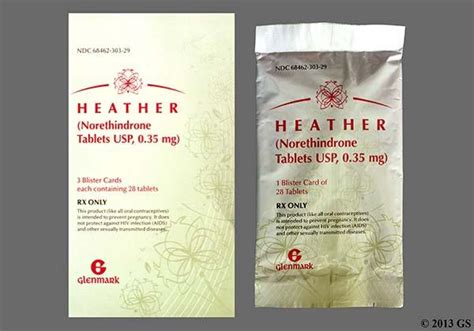 NDC 68462-303-29
HEATHER
(Norethindrone
Tablets USP, 0.35 mg)
3 Blister Cards
each containing 28 tablets
RX ONLY
This product (like all oral contraceptives)
is intended to prevent pregnancy. It does
not protect against HIV infection (AIDS)
and other sexually transmitted diseases.
G
Glenmark
NDC 68462-303-29
HEATHER
(Norethindrone
Tablets USP, 0.35 mg)
1 Blister Card of
28 Tablets
RX ONLY
This product (like all oral contraceptives)
is intended to prevent pregnancy. It does
not protect against HIV infection (AIDS)
and other sexually transmitted diseases.
G
Glenmark
© 2013 GS